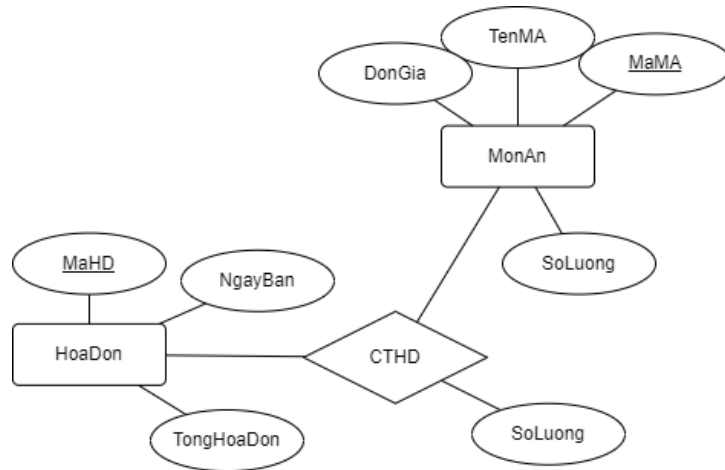 TenMA
DonGia
MaMA
MonAn
MaHD
NgayBan
SoLuong
HoaDon
CTHD
TongHoaDon
SoLuong